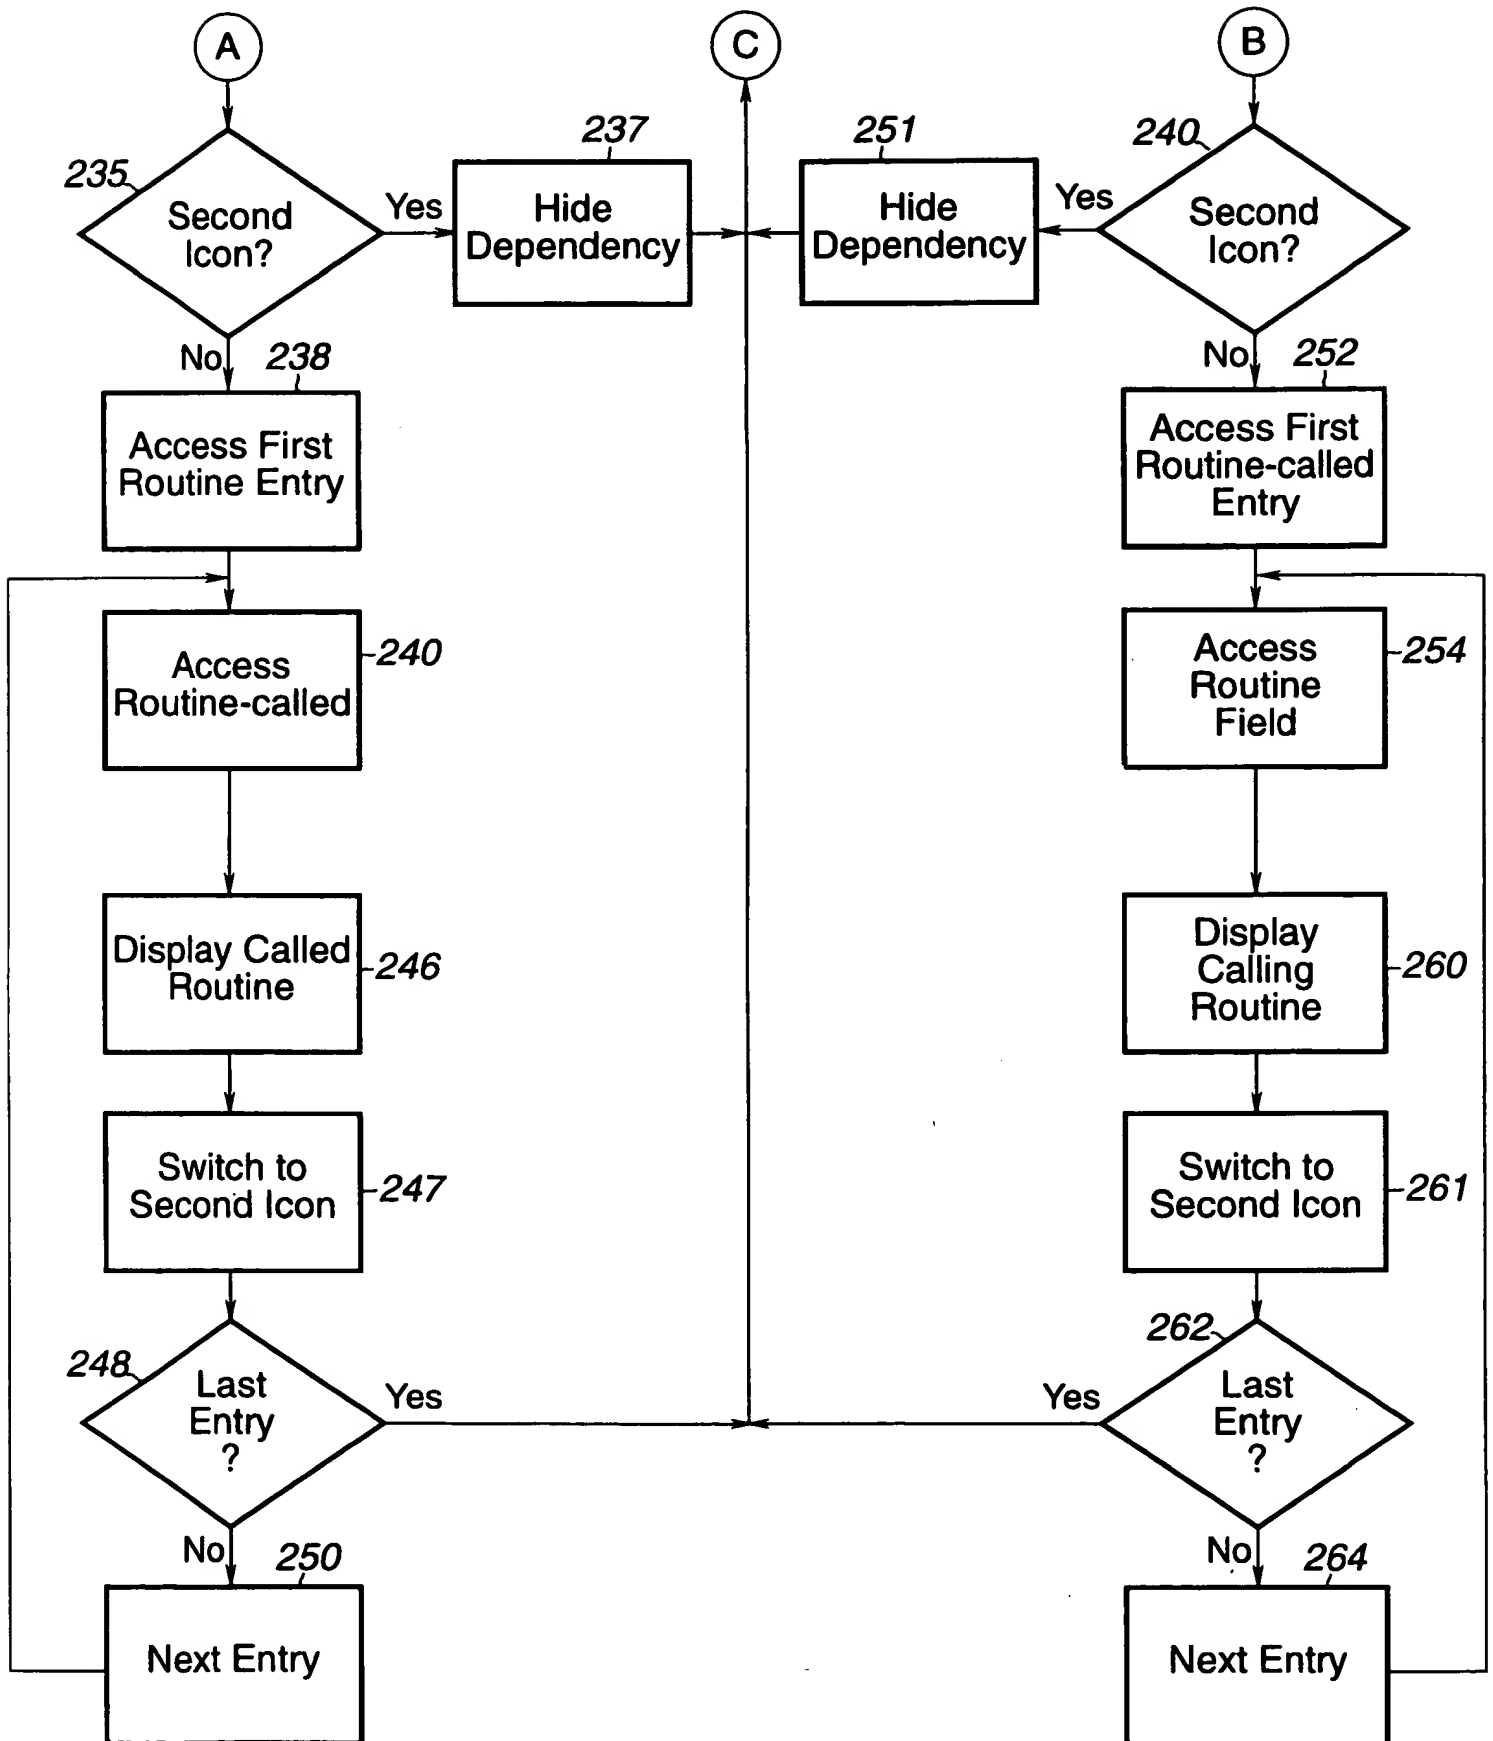 A
C
B
235
Second
Icon?
Yes
237
Hide
Dependency
251
Hide
Dependency
Yes
240
Second
Icon?
No
238
Access First
Routine Entry
240
Access
Routine-called
246
Display Called
Routine
247
Switch to
Second Icon
248
Last
Entry
?
Yes
No
250
Next Entry
No
252
Access First
Routine-called
Entry
254
Access
Routine
Field
260
Display
Calling
Routine
261
Switch to
Second Icon
262
Last
Entry
?
Yes
No
264
Next Entry